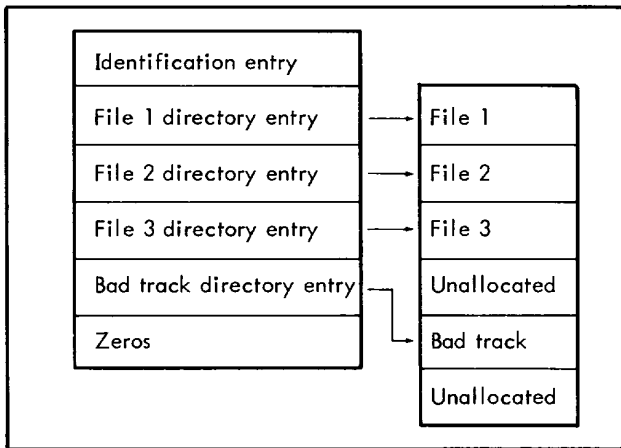 Identification entry
File 1 directory entry
File 2 directory entry
File 3 directory entry
Bad track directory entry
Zeros
File 1
File 2
File 3
Unallocated
Bad track
Unallocated